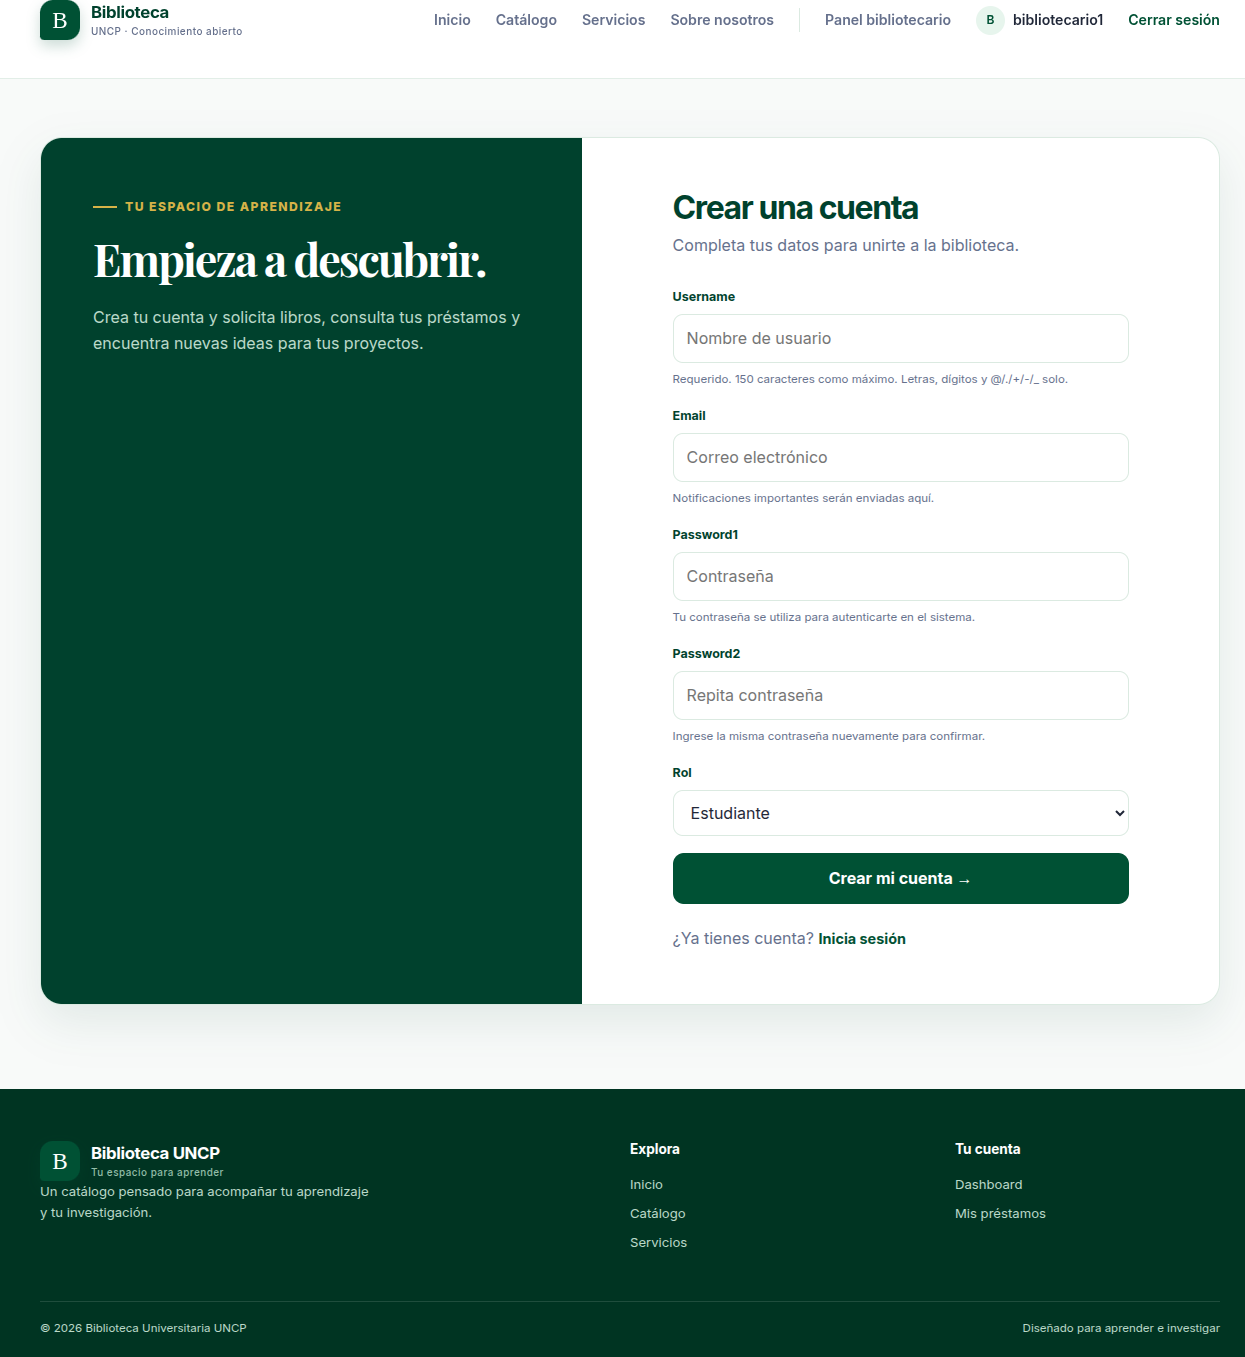 B
Biblioteca
UNCP · Conocimiento abierto
Inicio
Catálogo
Servicios
Sobre nosotros
Panel bibliotecario
B
bibliotecario1
Cerrar sesión
TU ESPACIO DE APRENDIZAJE
Empieza a descubrir.
Crea tu cuenta y solicita libros, consulta tus préstamos y
encuentra nuevas ideas para tus proyectos.
Crear una cuenta
Completa tus datos para unirte a la biblioteca.
Username
Nombre de usuario
Requerido. 150 caracteres como máximo. Letras, dígitos y @/./+/-/_ solo.
Email
Correo electrónico
Notificaciones importantes serán enviadas aquí.
Password1
Contraseña
Tu contraseña se utiliza para autenticarte en el sistema.
Password2
Repita contraseña
Ingrese la misma contraseña nuevamente para confirmar.
Rol
Estudiante
Crear mi cuenta →
¿Ya tienes cuenta? Inicia sesión
B
Biblioteca UNCP
Tu espacio para aprender
Un catálogo pensado para acompañar tu aprendizaje
y tu investigación.
Explora
Inicio
Catálogo
Servicios
Tu cuenta
Dashboard
Mis préstamos
© 2026 Biblioteca Universitaria UNCP
Diseñado para aprender e investigar